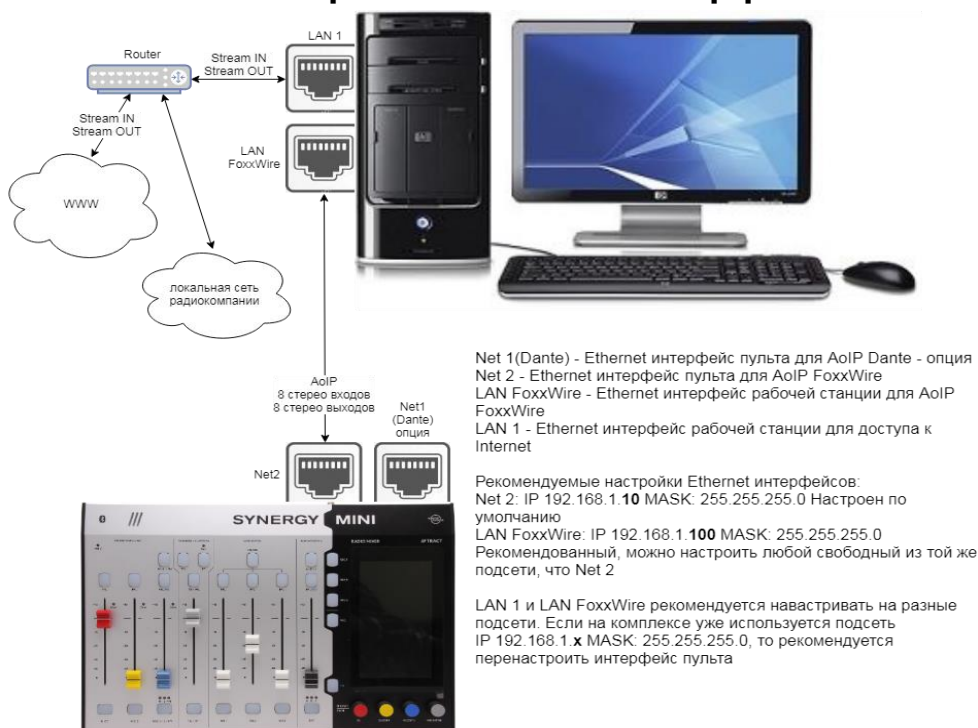 Router
LAN 1
Stream IN
Stream OUT
Stream IN
Stream OUT
LAN
FoxxWire
WWW
локальная сеть
радиокомпании
AoIP
8 стерео входов
8 стерео выходов
Net1
(Dante)
опция
Net2
SYNERGY MINI
Net 1(Dante) - Ethernet интерфейс пульта для AoIP Dante - опция
Net 2 - Ethernet интерфейс пульта для AoIP FoxxWire
LAN FoxxWire - Ethernet интерфейс рабочей станции для AoIP
FoxxWire
LAN 1 - Ethernet интерфейс рабочей станции для доступа к
Internet
Рекомендуемые настройки Ethernet интерфейсов:
Net 2: IP 192.168.1.10 MASK: 255.255.255.0 Настроен по
умолчанию
LAN FoxxWire: IP 192.168.1.100 MASK: 255.255.255.0
Рекомендованный, можно настроить любой свободный из той же
подсети, что Net 2
LAN 1 и LAN FoxxWire рекомендуется навастривать на разные
подсети. Если на комплексе уже используется подсеть
IP 192.168.1.x MASK: 255.255.255.0, то рекомендуется
перенастроить интерфейс пульта